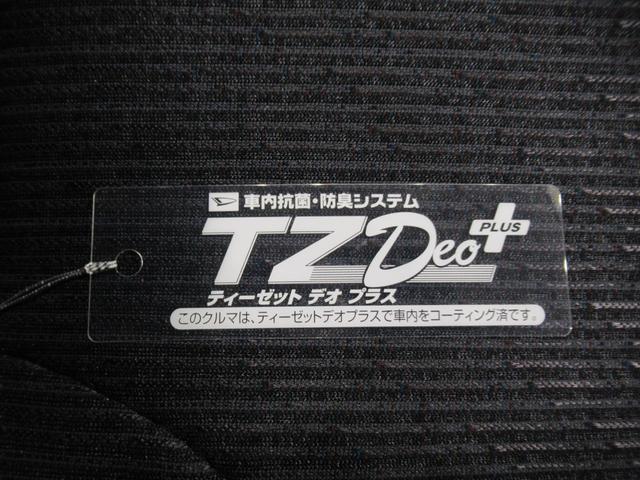 車内抗菌・防臭システム
TZ Deo PLUS
ティーゼット デオ プラス
このクルマは、ティーゼットデオプラスで車内をコーティング済です。